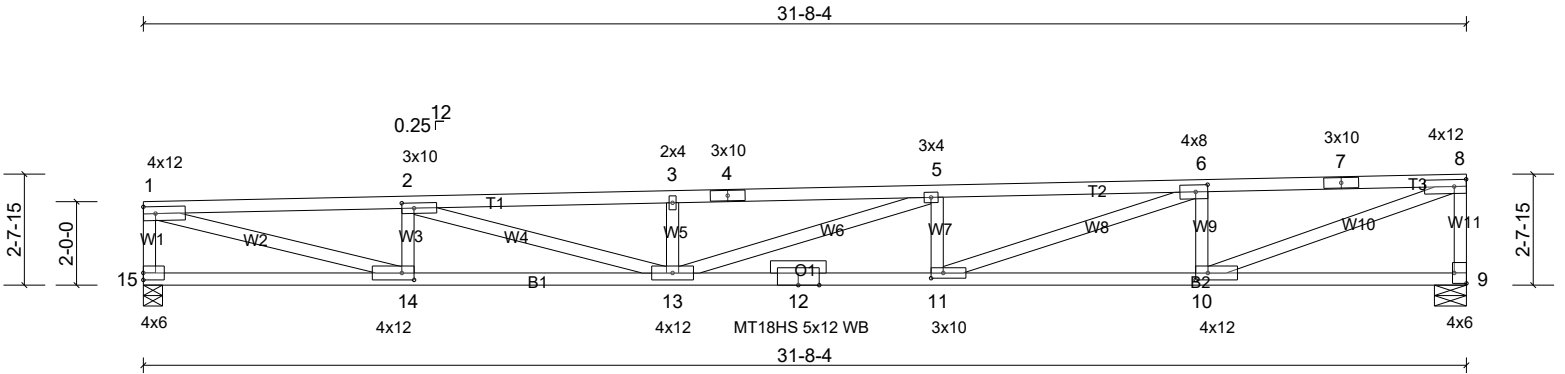 31-8-4
12
0.25
4x12
3x10
2x4
3x10
3x4
4x8
3x10
4x12
1
2
3
4
5
6
7
8
T1
T2
T3
W1
W2
W3
W4
W5
W6
W7
W8
W9
W10
W11
2-7-15
2-0-0
2-7-15
15
B1
O1
B2
9
14
13
12
11
10
4x6
4x12
4x12
MT18HS 5x12 WB
3x10
4x12
4x6
31-8-4